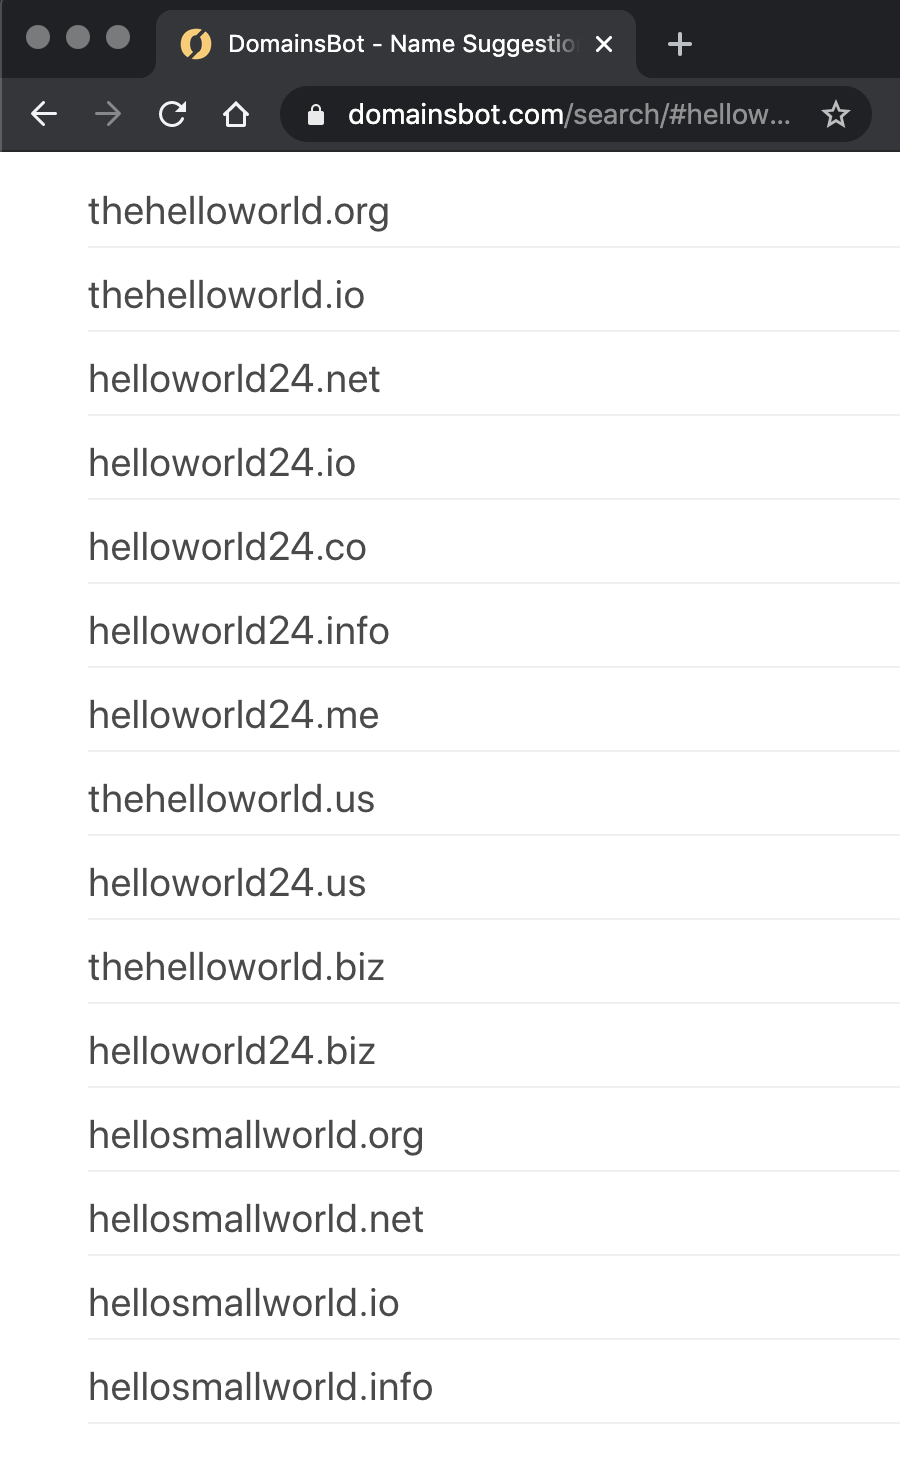 DomainsBot - Name Suggestio
domainsbot.com/search/#hellow...
thehelloworld.org
thehelloworld.io
helloworld24.net
helloworld24.io
helloworld24.co
helloworld24.info
helloworld24.me
thehelloworld.us
helloworld24.us
thehelloworld.biz
helloworld24.biz
hellosmallworld.org
hellosmallworld.net
hellosmallworld.io
hellosmallworld.info